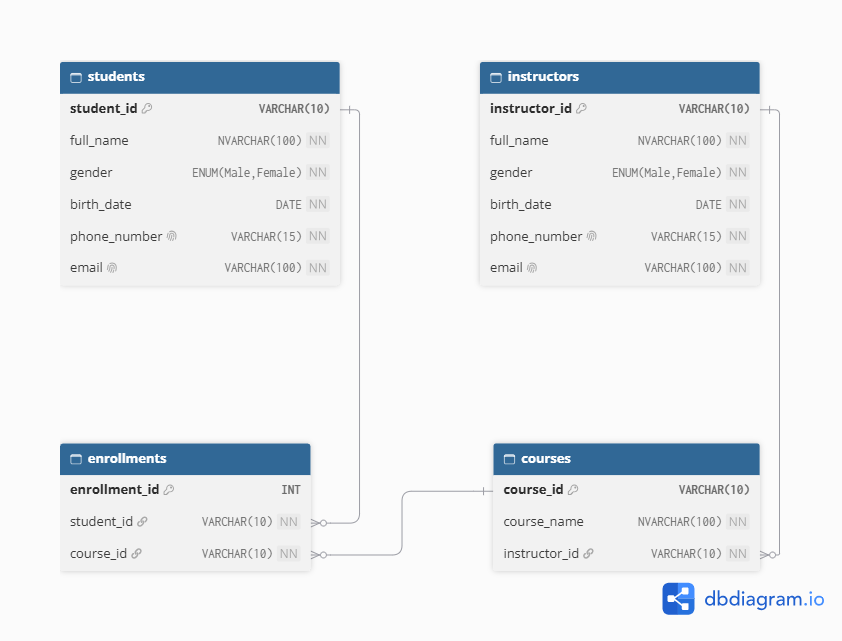 students
student_id VARCHAR(10)
full_name NVARCHAR(100) NN
gender ENUM(Male,Female) NN
birth_date DATE NN
phone_number VARCHAR(15) NN
email VARCHAR(100) NN
instructors
instructor_id VARCHAR(10)
full_name NVARCHAR(100) NN
gender ENUM(Male,Female) NN
birth_date DATE NN
phone_number VARCHAR(15) NN
email VARCHAR(100) NN
enrollments
enrollment_id INT
student_id VARCHAR(10) NN
course_id VARCHAR(10) NN
courses
course_id VARCHAR(10)
course_name NVARCHAR(100) NN
instructor_id VARCHAR(10) NN
dbdiagram.io